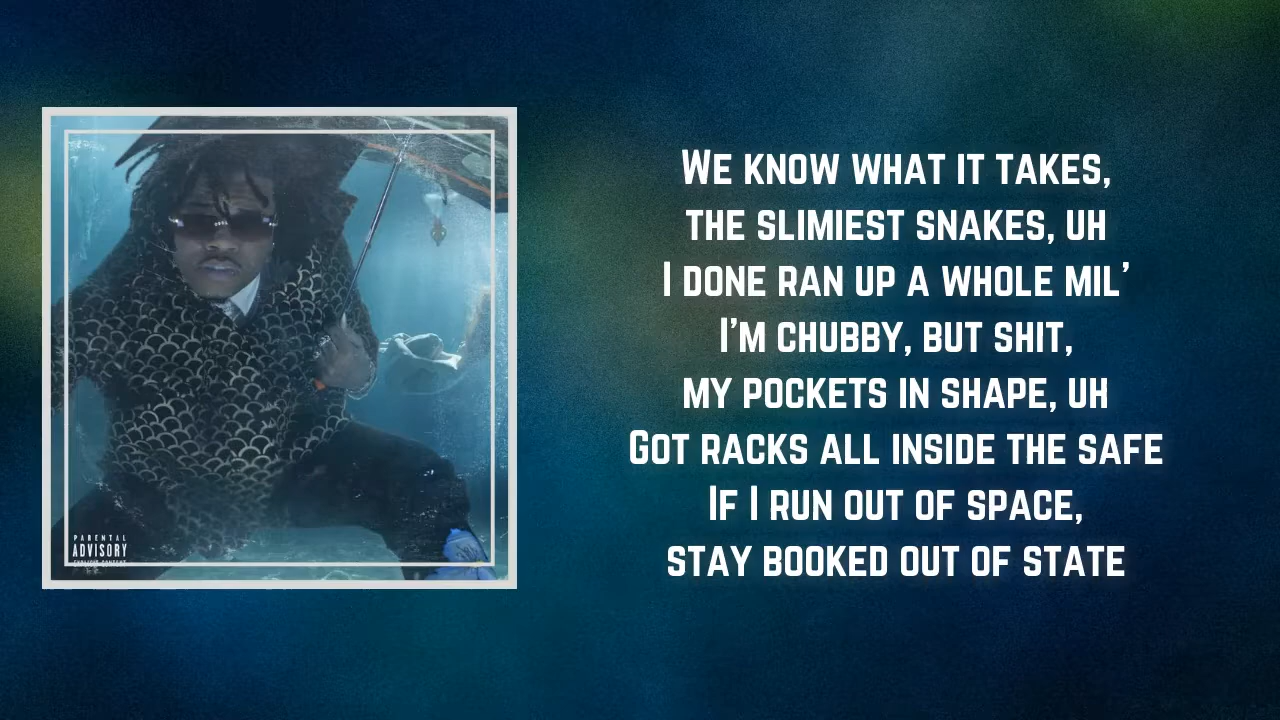 PARENTAL
ADVISORY
EXPLICIT CONTENT
WE KNOW WHAT IT TAKES,
THE SLIMIEST SNAKES, UH
I DONE RAN UP A WHOLE MIL'
I'M CHUBBY, BUT SHIT,
MY POCKETS IN SHAPE, UH
GOT RACKS ALL INSIDE THE SAFE
IF I RUN OUT OF SPACE,
STAY BOOKED OUT OF STATE